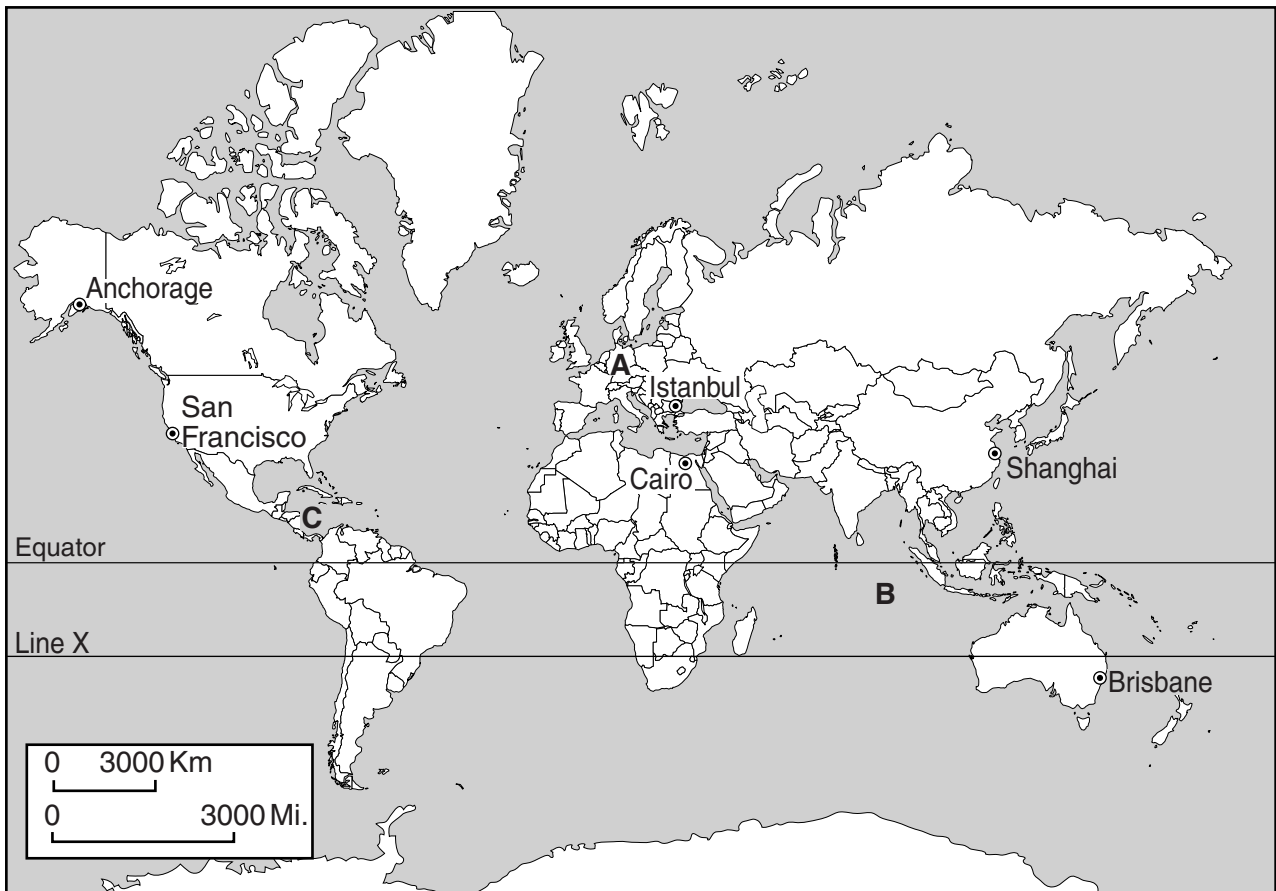 Anchorage
A
Istanbul
San
Francisco
Shanghai
Cairo
C
Equator
B
Line X
Brisbane
0 3000 Km
0 3000 Mi.